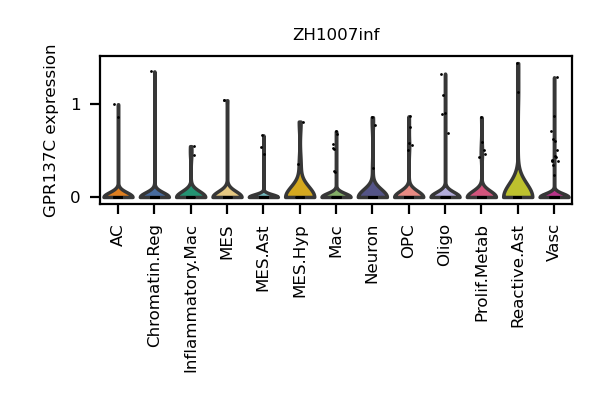 ZH1007inf
GPR137C expression
1
0
AC
Chromatin.Reg
Inflammatory.Mac
MES
MES.Ast
MES.Hyp
Mac
Neuron
OPC
Oligo
Prolif.Metab
Reactive.Ast
Vasc